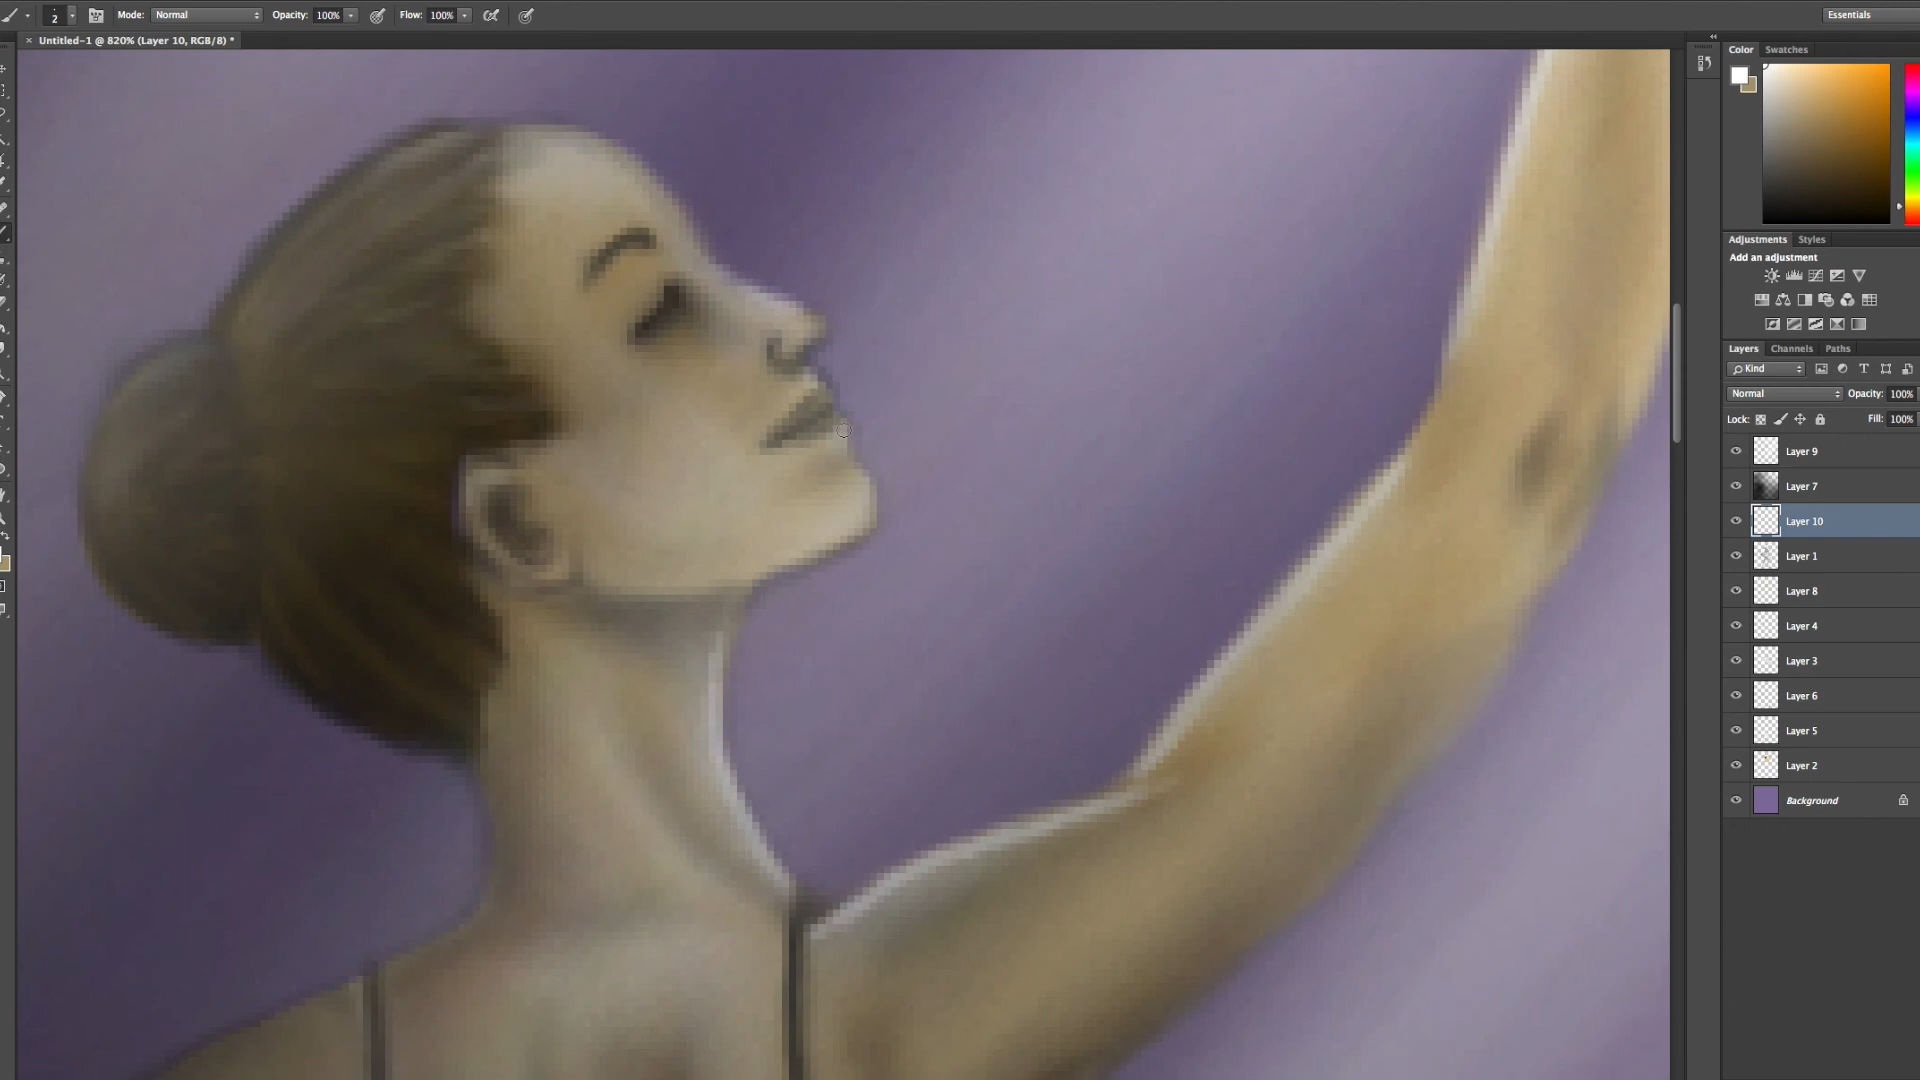 2 Mode: Normal Opacity: 100% Flow: 100% Essentials
× Untitled-1 @ 820% (Layer 10, RGB/8) *
Color Swatches
Adjustments Styles
Add an adjustment
Layers Channels Paths
Kind
Normal Opacity: 100%
Lock: Fill: 100%
Layer 9
Layer 7
Layer 10
Layer 1
Layer 8
Layer 4
Layer 3
Layer 6
Layer 5
Layer 2
Background